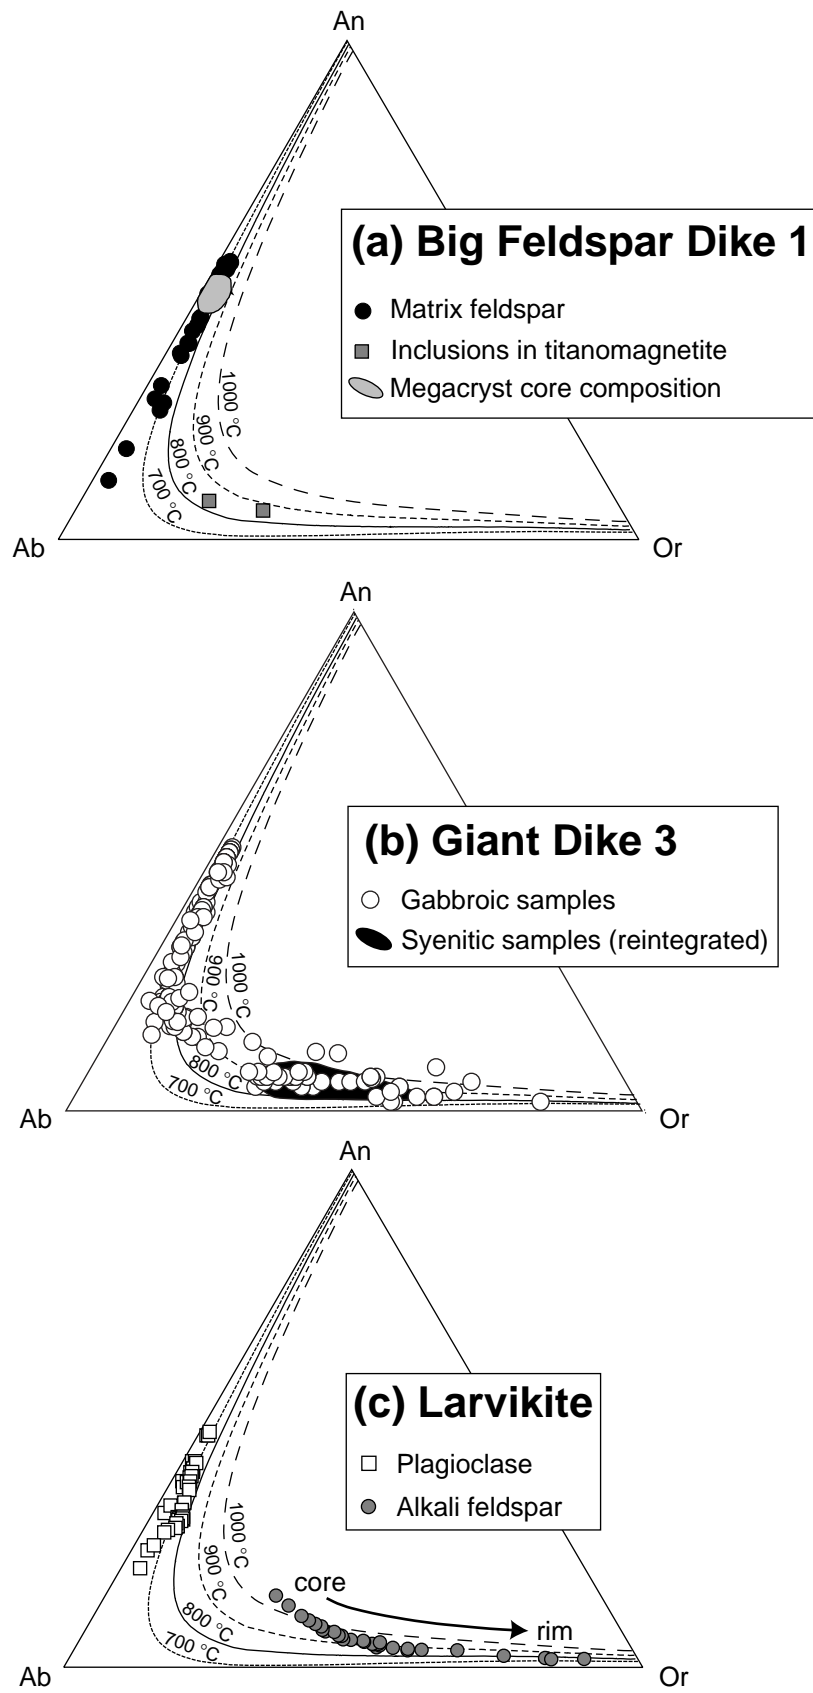 An
(a) Big Feldspar Dike 1
Matrix feldspar
Inclusions in titanomagnetite
Megacryst core composition
1000 °C
900 °C
800 °C
700 °C
Ab
Or
An
(b) Giant Dike 3
Gabbroic samples
Syenitic samples (reintegrated)
1000 °C
900 °C
800 °C
700 °C
Ab
Or
An
(c) Larvikite
Plagioclase
Alkali feldspar
1000 °C
900 °C
800 °C
700 °C
core
rim
Ab
Or